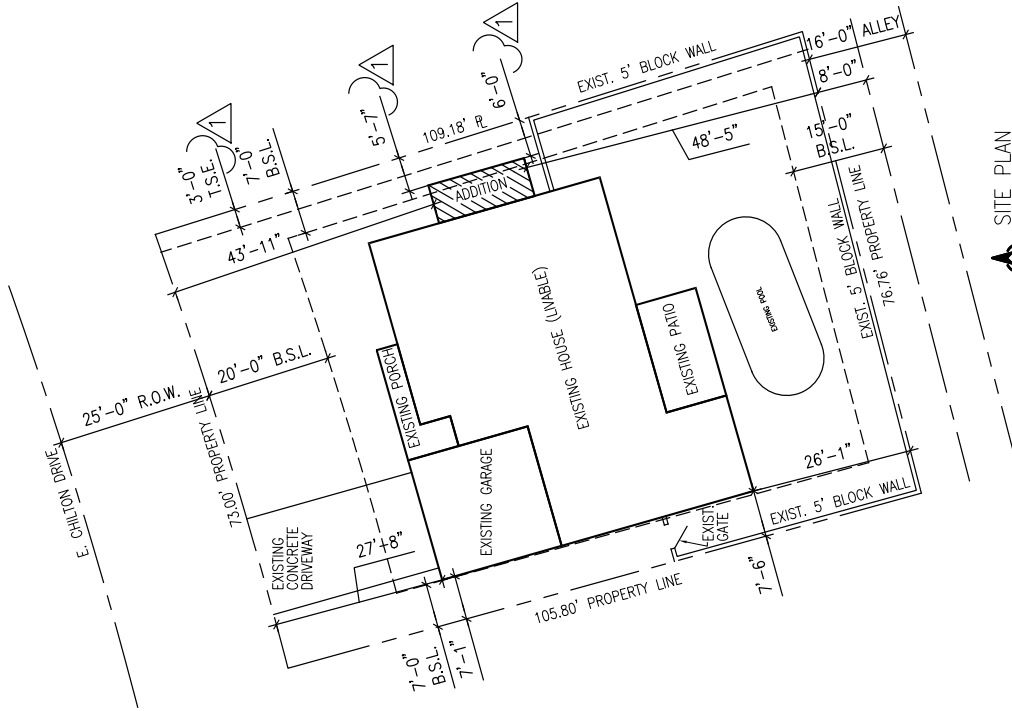 1
1
1
3'-0"
T.S.E.
7'-0"
B.S.L.
5'-7"
109.18' PL
6'-0"
EXIST. 5' BLOCK WALL
16'-0" ALLEY
8'-0"
15'-0"
B.S.L.
48'-5"
ADDITION
43'-11"
20'-0" B.S.L.
25'-0" R.O.W.
E. CHILTON DRIVE
73.00' PROPERTY LINE
EXISTING PORCH
EXISTING HOUSE (LIVABLE)
EXISTING PATIO
EXISTING POOL
EXIST. 5' BLOCK WALL
76.76' PROPERTY LINE
SITE PLAN
EXISTING GARAGE
EXISTING
CONCRETE
DRIVEWAY
27'+8"
26'-1"
EXIST.
GATE
EXIST. 5' BLOCK WALL
105.80' PROPERTY LINE
7'-6"
7'-0"
B.S.L.
7'-1"